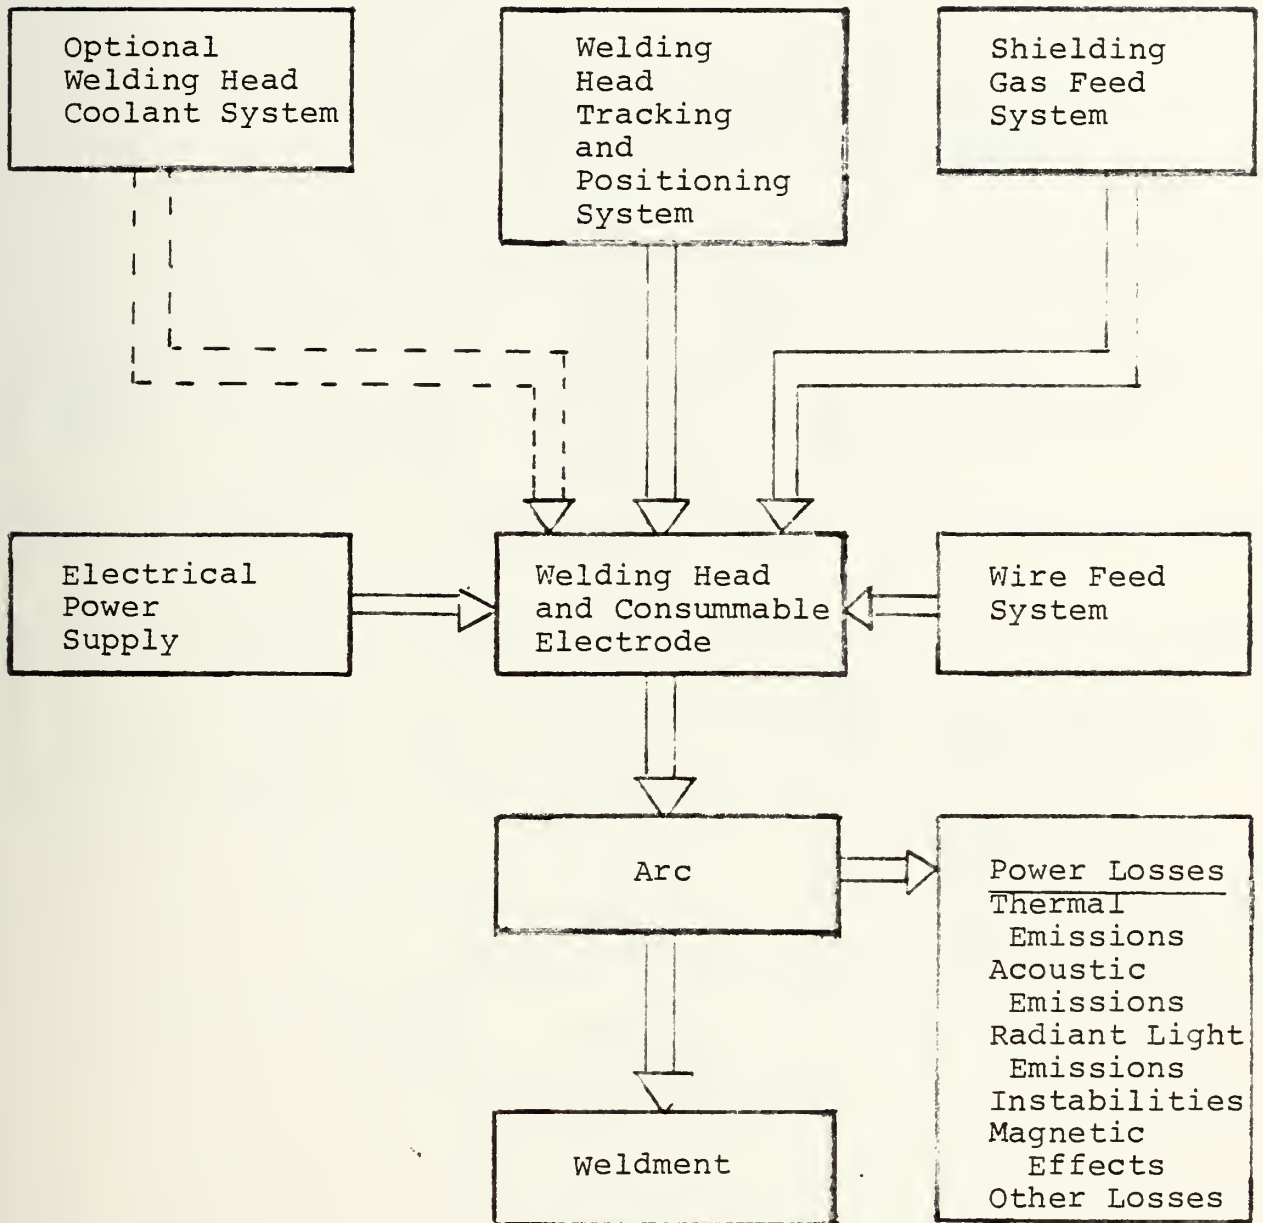 Optional
Welding Head
Coolant System
Welding
Head
Tracking
and
Positioning
System
Shielding
Gas Feed
System
Electrical
Power
Supply
Welding Head
and Consummable
Electrode
Wire Feed
System
Arc
Power Losses
Thermal
Emissions
Acoustic
Emissions
Radiant Light
Emissions
Instabilities
Magnetic
Effects
Other Losses
Weldment